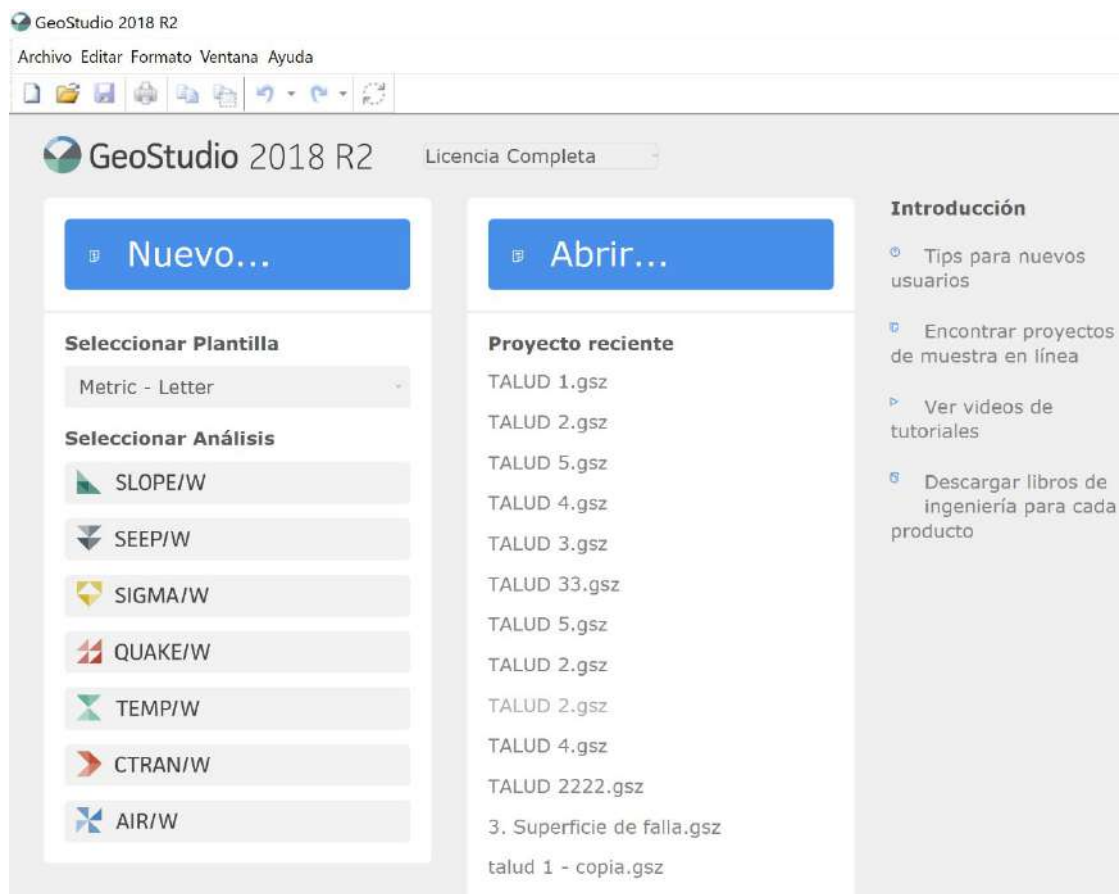 GeoStudio 2018 R2
Archivo Editar Formato Ventana Ayuda
GeoStudio 2018 R2
Licencia Completa
Nuevo...
Seleccionar Plantilla
Metric - Letter
Seleccionar Análisis
SLOPE/W
SEEP/W
SIGMA/W
QUAKE/W
TEMP/W
CTRAN/W
AIR/W
Abrir...
Proyecto reciente
TALUD 1.gsz
TALUD 2.gsz
TALUD 5.gsz
TALUD 4.gsz
TALUD 3.gsz
TALUD 33.gsz
TALUD 5.gsz
TALUD 2.gsz
TALUD 2.gsz
TALUD 4.gsz
TALUD 2222.gsz
3. Superficie de falla.gsz
talud 1 - copia.gsz
Introducción
Tips para nuevos
usuarios
Encontrar proyectos
de muestra en línea
Ver videos de
tutoriales
Descargar libros de
ingeniería para cada
producto